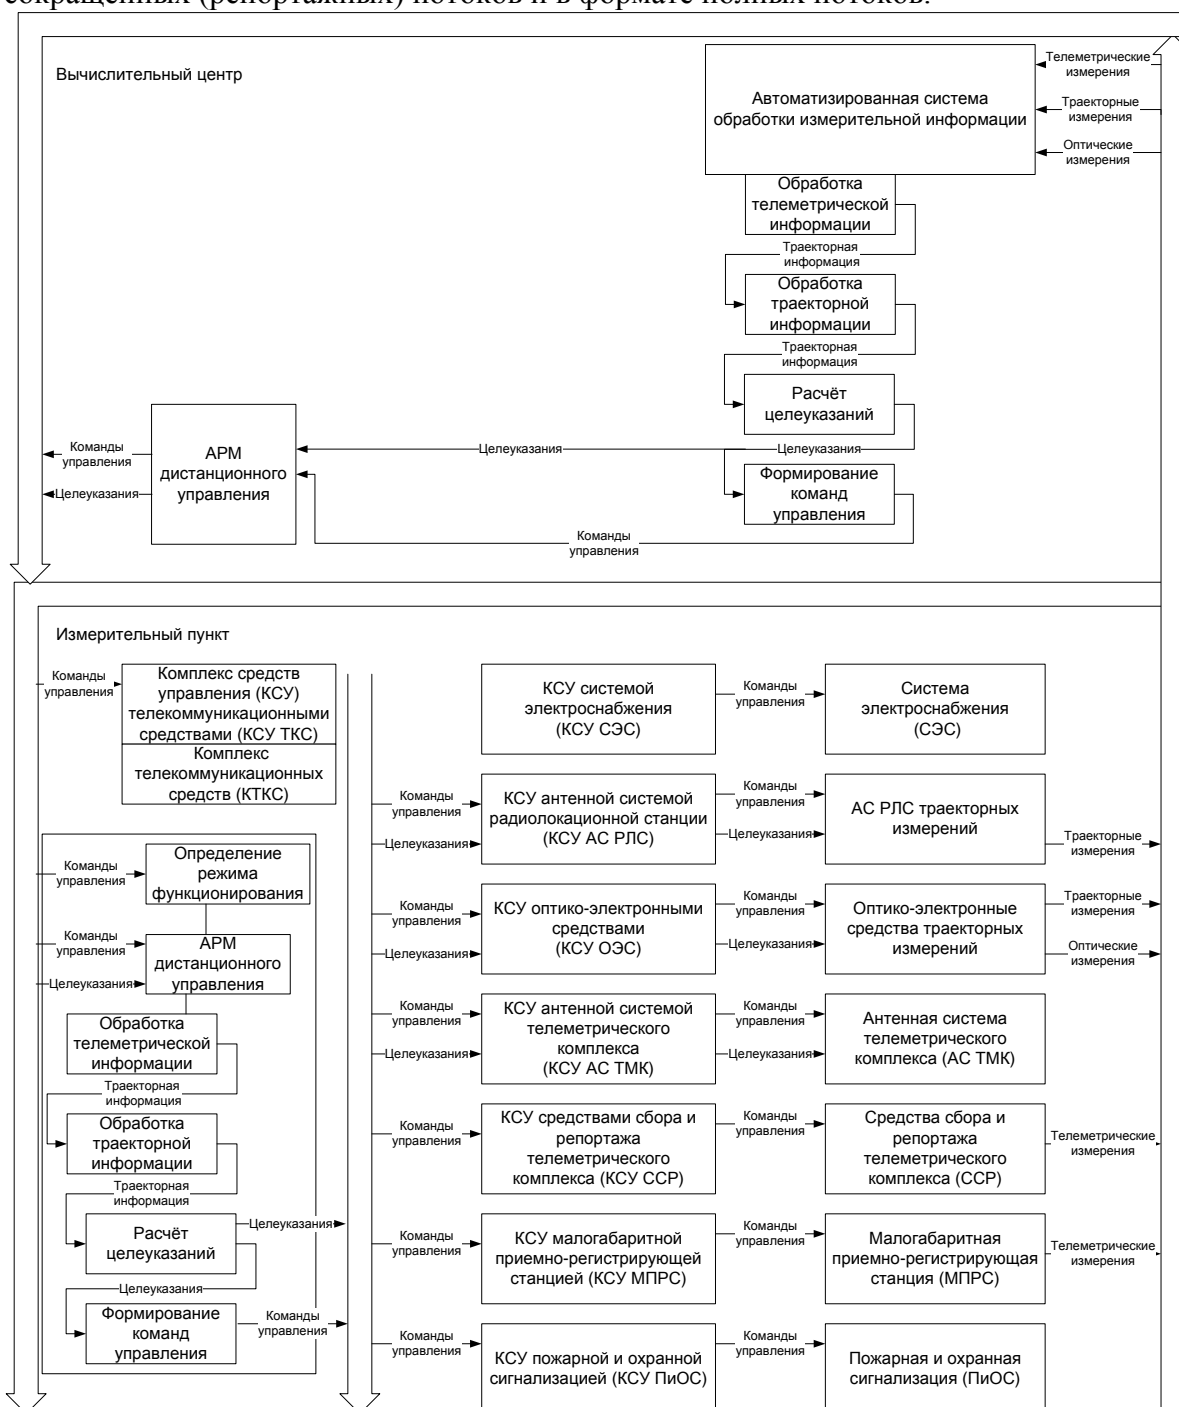 сокращенных (репортажных) потоков и в формате полных потоков.
Вычислительный центр
Автоматизированная система
обработки измерительной информации
Телеметрические
измерения
Траекторные
измерения
Оптические
измерения
Обработка
телеметрической
информации
Траекторная
информация
Обработка
траекторной
информации
Траекторная
информация
Расчёт
целеуказаний
Целеуказания
Целеуказания
Формирование
команд
управления
Команды
управления
АРМ
дистанционного
управления
Команды
управления
Целеуказания
Измерительный пункт
Команды
управления
Комплекс средств
управления (КСУ)
телекоммуникационными
средствами (КСУ ТКС)
Комплекс
телекоммуникационных
средств (КТКС)
Команды
управления
Определение
режима
функционирования
Команды
управления
Целеуказания
АРМ
дистанционного
управления
Обработка
телеметрической
информации
Траекторная
информация
Обработка
траекторной
информации
Траекторная
информация
Расчёт
целеуказаний
Целеуказания
Целеуказания
Формирование
команд
управления
Команды
управления
КСУ системой
электроснабжения
(КСУ СЭС)
Команды
управления
Система
электроснабжения
(СЭС)
Команды
управления
Целеуказания
КСУ антенной системой
радиолокационной станции
(КСУ АС РЛС)
Команды
управления
Целеуказания
АС РЛС траекторных
измерений
Траекторные
измерения
Команды
управления
Целеуказания
КСУ оптико-электронными
средствами
(КСУ ОЭС)
Команды
управления
Целеуказания
Оптико-электронные
средства траекторных
измерений
Траекторные
измерения
Оптические
измерения
Команды
управления
Целеуказания
КСУ антенной системой
телеметрического
комплекса
(КСУ АС ТМК)
Команды
управления
Целеуказания
Антенная система
телеметрического
комплекса (АС ТМК)
Команды
управления
КСУ средствами сбора и
репортажа
телеметрического
комплекса (КСУ ССР)
Команды
управления
Средства сбора и
репортажа
телеметрического
комплекса (ССР)
Телеметрические
измерения
Команды
управления
КСУ малогабаритной
приемно-регистрирующей
станцией (КСУ МПРС)
Команды
управления
Малогабаритная
приемно-регистрирующая
станция (МПРС)
Телеметрические
измерения
Команды
управления
КСУ пожарной и охранной
сигнализацией (КСУ ПиОС)
Команды
управления
Пожарная и охранная
сигнализация (ПиОС)